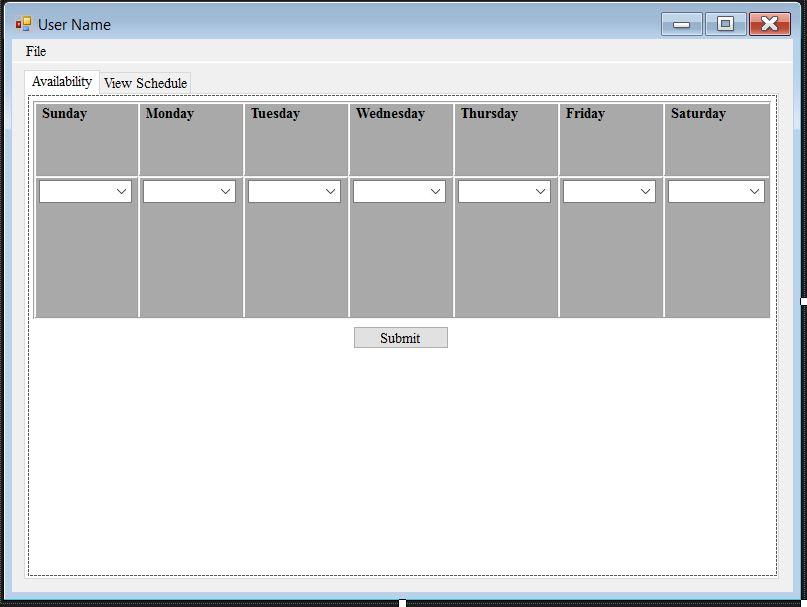 User Name
File
Availability View Schedule
Sunday Monday Tuesday Wednesday Thursday Friday Saturday
Submit